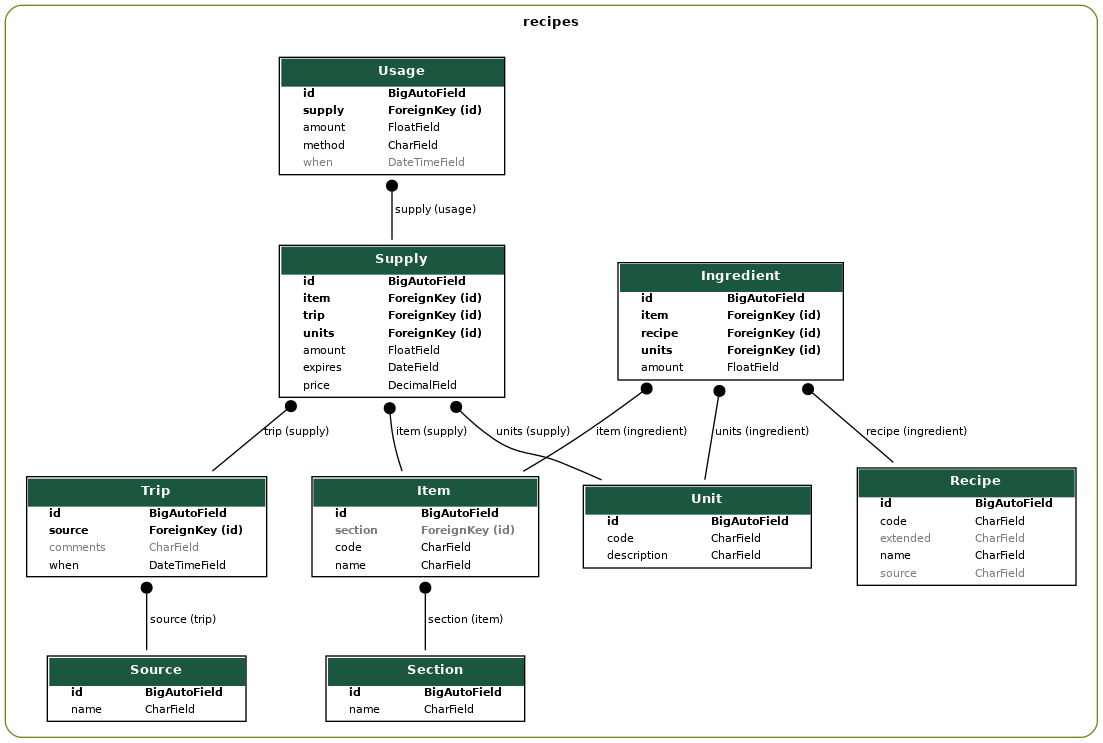 recipes
Usage
id BigAutoField
supply ForeignKey (id)
amount FloatField
method CharField
when DateTimeField
supply (usage)
Supply
id BigAutoField
item ForeignKey (id)
trip ForeignKey (id)
units ForeignKey (id)
amount FloatField
expires DateField
price DecimalField
Ingredient
id BigAutoField
item ForeignKey (id)
recipe ForeignKey (id)
units ForeignKey (id)
amount FloatField
trip (supply)
item (supply)
units (supply)
item (ingredient)
units (ingredient)
recipe (ingredient)
Trip
id BigAutoField
source ForeignKey (id)
comments CharField
when DateTimeField
Item
id BigAutoField
section ForeignKey (id)
code CharField
name CharField
Unit
id BigAutoField
code CharField
description CharField
Recipe
id BigAutoField
code CharField
extended CharField
name CharField
source CharField
source (trip)
section (item)
Source
id BigAutoField
name CharField
Section
id BigAutoField
name CharField